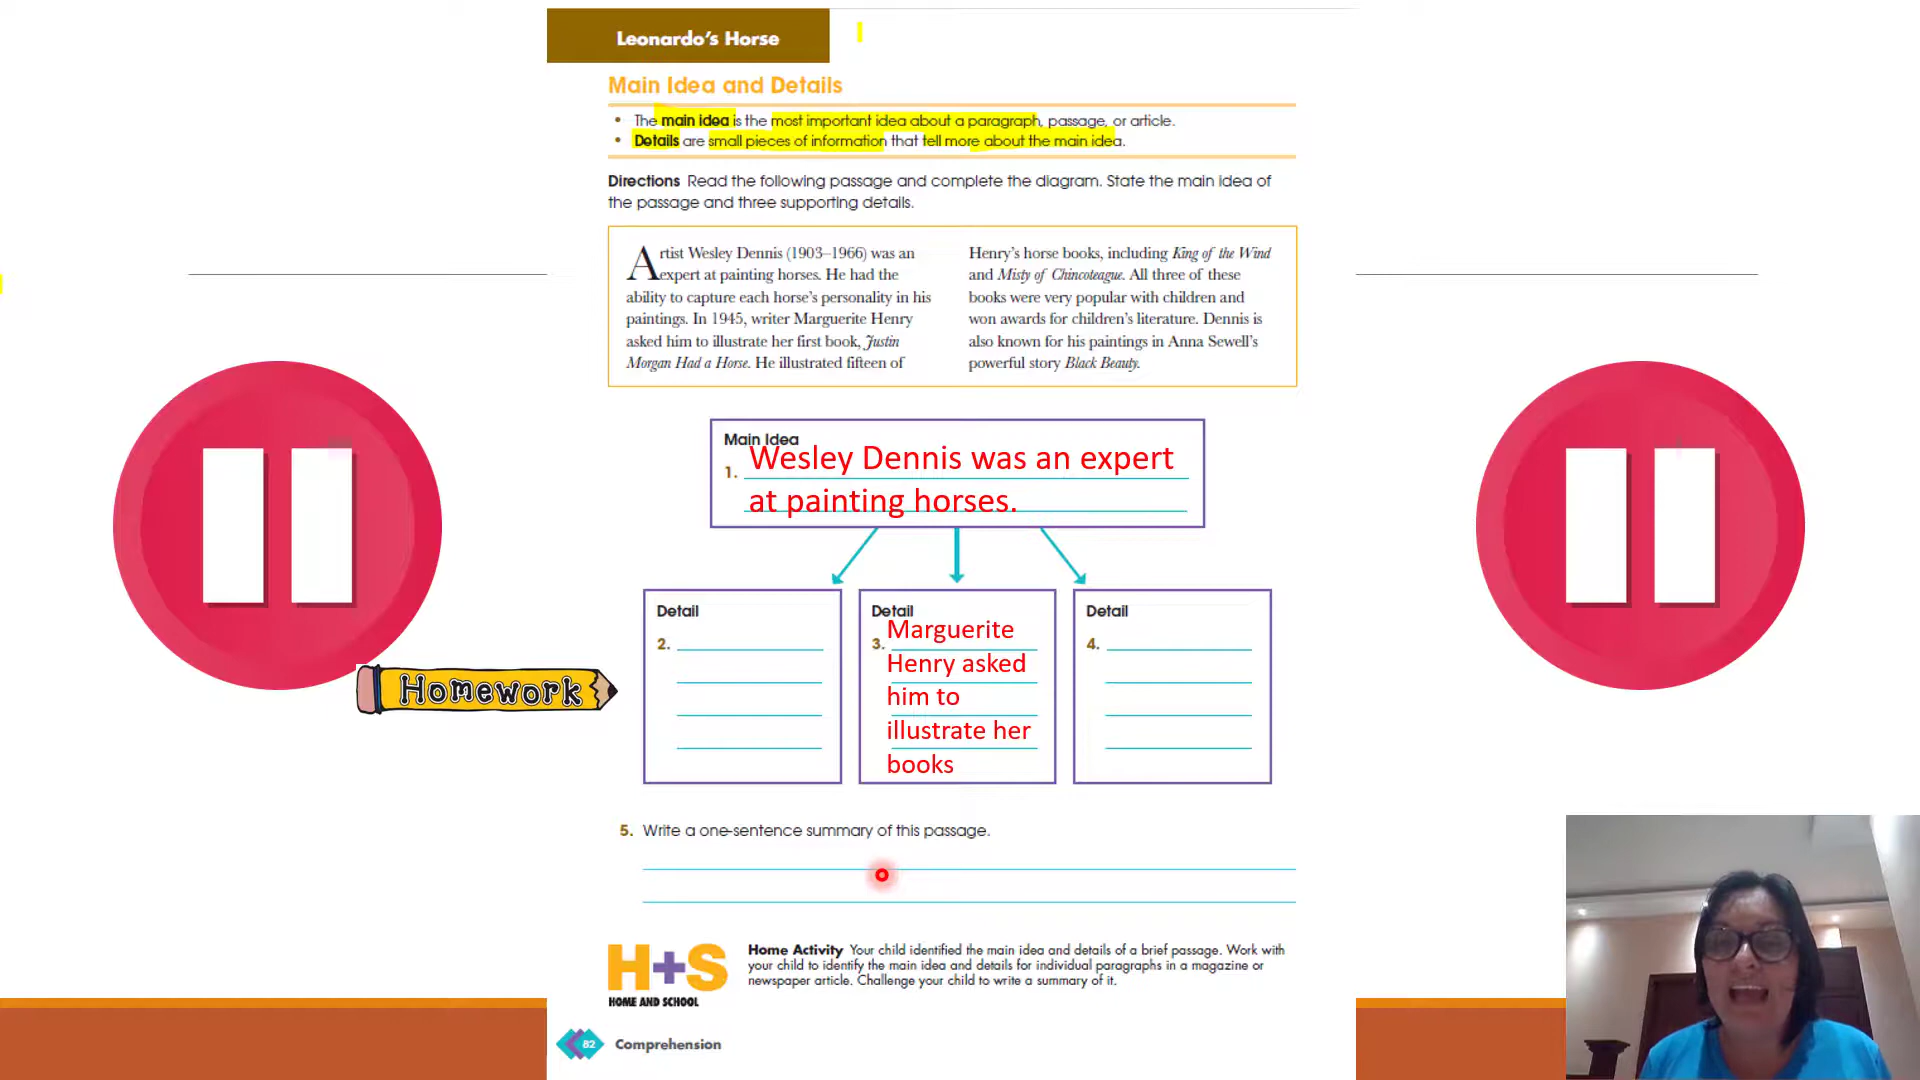 Leonardo's Horse
Main Idea and Details
• The main idea is the most important idea about a paragraph, passage, or article.
• Details are small pieces of information that tell more about the main idea.
Directions Read the following passage and complete the diagram. State the main idea of
the passage and three supporting details.
Artist Wesley Dennis (1903–1966) was an
expert at painting horses. He had the
ability to capture each horse's personality in his
paintings. In 1945, writer Marguerite Henry
asked him to illustrate her first book, Justin
Morgan Had a Horse. He illustrated fifteen of
Henry's horse books, including King of the Wind
and Misty of Chincoteague. All three of these
books were very popular with children and
won awards for children's literature. Dennis is
also known for his paintings in Anna Sewell's
powerful story Black Beauty.
Main Idea
1. Wesley Dennis was an expert
at painting horses.
Detail
2.
Detail
3. Marguerite
Henry asked
him to
illustrate her
books
Detail
4.
Homework
5. Write a one-sentence summary of this passage.
H+S
HOME AND SCHOOL
Home Activity Your child identified the main idea and details of a brief passage. Work with
your child to identify the main idea and details for individual paragraphs in a magazine or
newspaper article. Challenge your child to write a summary of it.
82 Comprehension